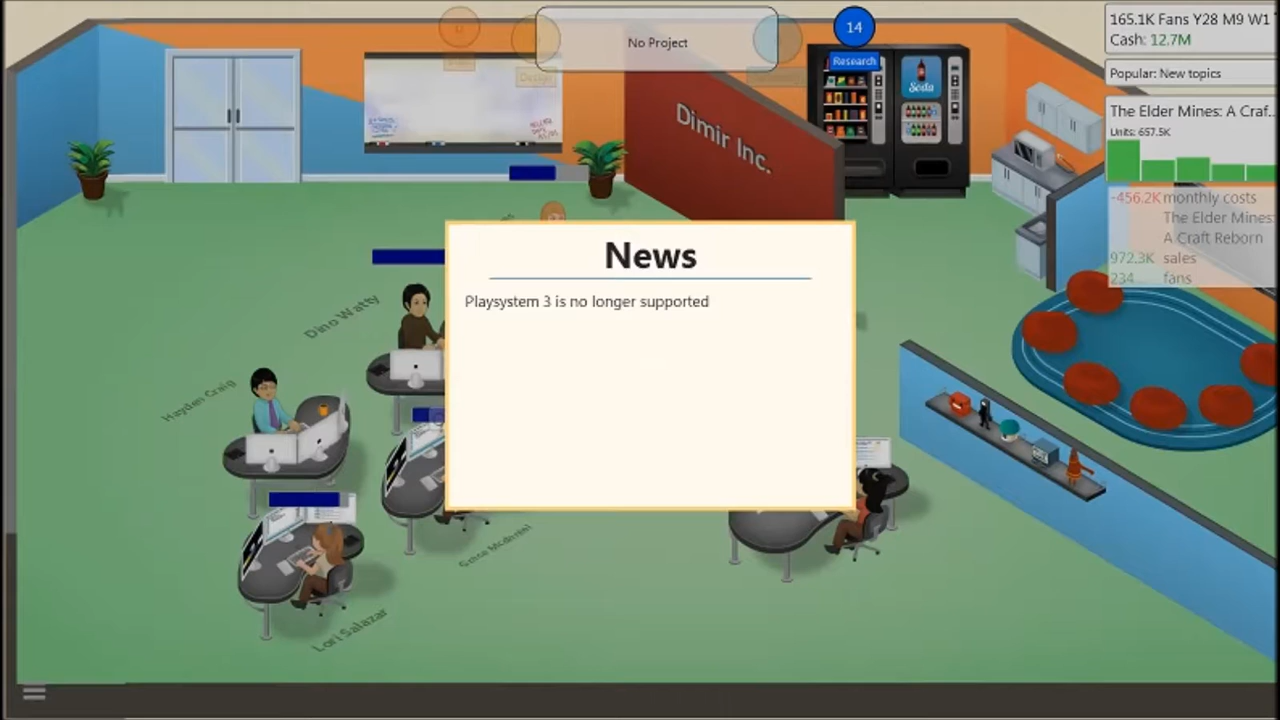 No Project
14
Research
165.1K Fans Y28 M9 W1
Cash: 12.7M
Popular: New topics
The Elder Mines: A Craf..
Units: 657.5K
-456.2K monthly costs
The Elder Mines:
A Craft Reborn
972.3K sales
234 fans
Design
Soda
Dimir Inc.
News
Playsystem 3 is no longer supported
Dino Watty
Hayden Craig
Lori Salazar